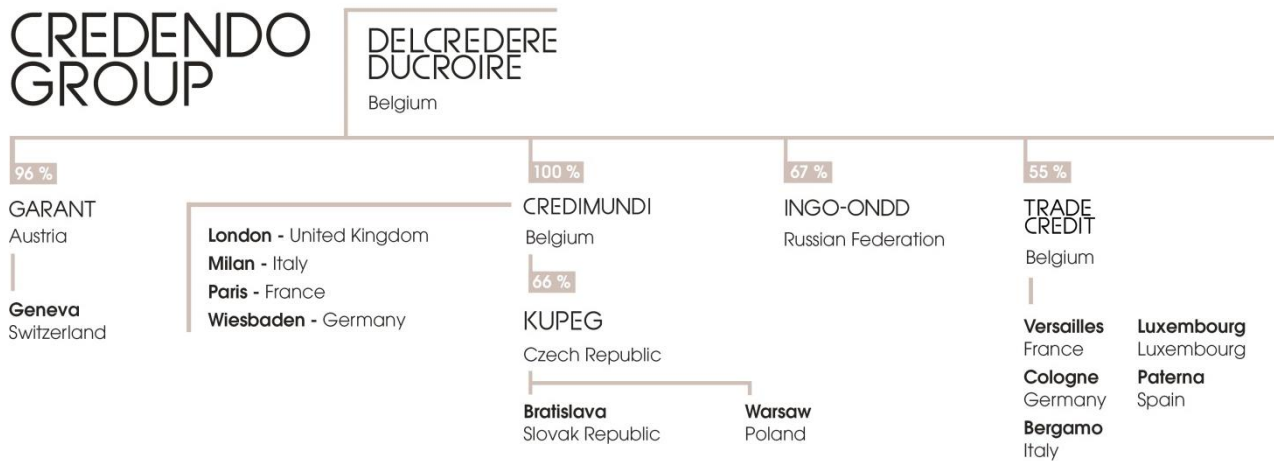 CREDENDO
GROUP
DELCREDERE
DUCROIRE
Belgium
96 %
GARANT
Austria
Geneva
Switzerland
London - United Kingdom
Milan - Italy
Paris - France
Wiesbaden - Germany
100 %
CREDIMUNDI
Belgium
66 %
KUPEG
Czech Republic
Bratislava
Slovak Republic
Warsaw
Poland
67 %
INGO-ONDD
Russian Federation
55 %
TRADE
CREDIT
Belgium
Versailles
France
Cologne
Germany
Bergamo
Italy
Luxembourg
Luxembourg
Paterna
Spain